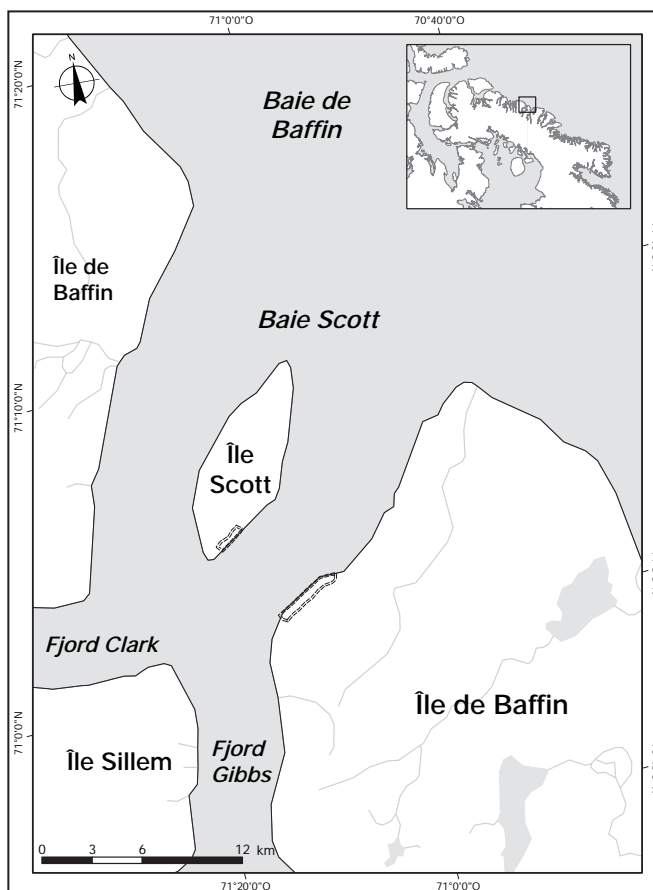 71°0'0"O
70°40'0"O
71°20'0"N
N
Baie de
Baffin
Île de
Baffin
Baie Scott
71°10'0"N
Île
Scott
Fjord Clark
Île de Baffin
71°0'0"N
Île Sillem
Fjord
Gibbs
0 3 6 12 km
71°20'0"O
71°0'0"O